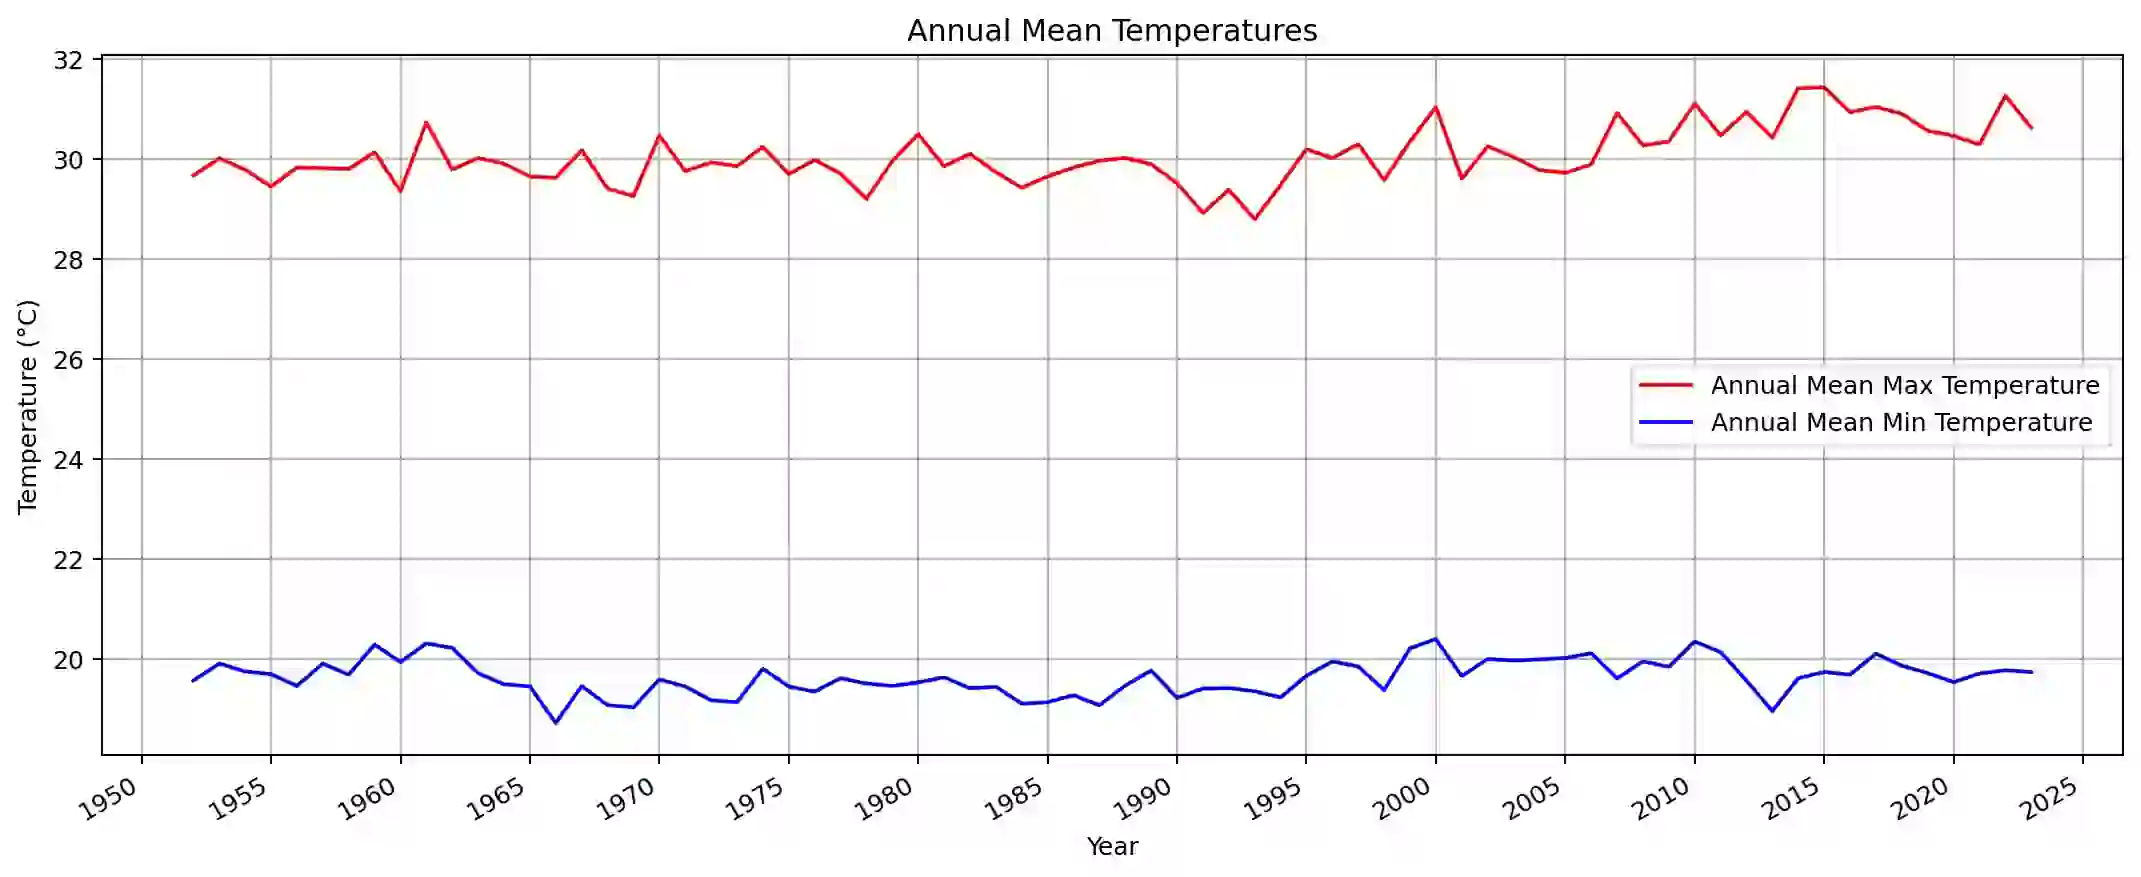 Annual Mean Temperatures
32
30
28
26
24
22
20
Temperature (°C)
Annual Mean Max Temperature
Annual Mean Min Temperature
1950 1955 1960 1965 1970 1975 1980 1985 1990 1995 2000 2005 2010 2015 2020 2025
Year